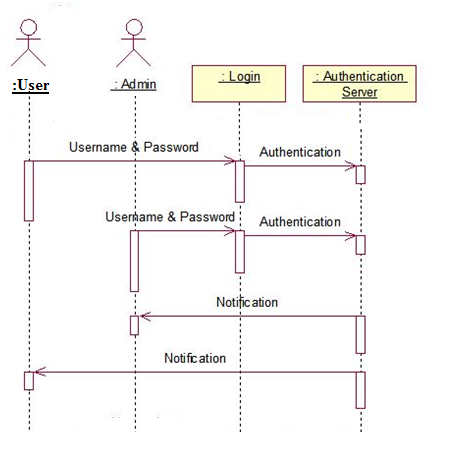 :User
: Admin
: Login
: Authentication
Server
Username & Password
Authentication
Username & Password
Authentication
Notification
Notification